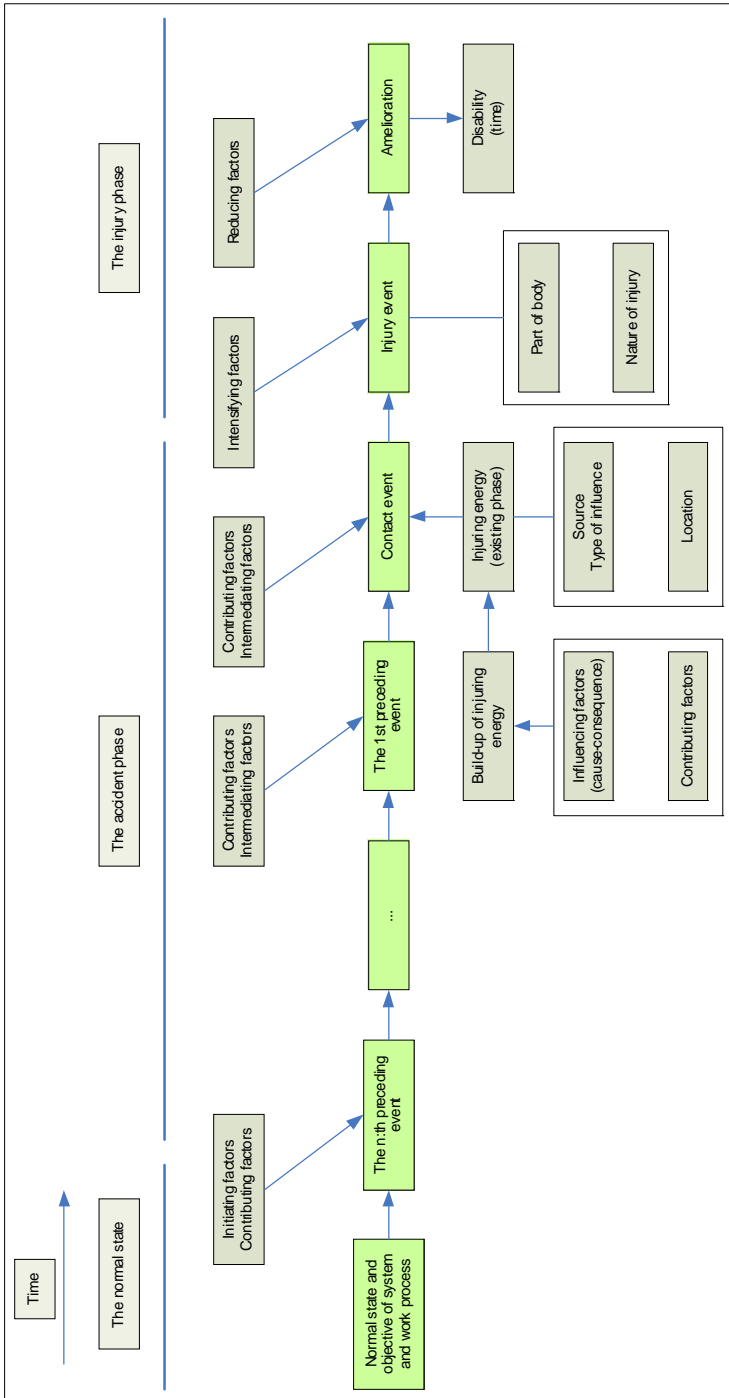 Time
The normal state
The accident phase
The injury phase
Initiating factors
Contributing factors
Contributing factors
Intermediating factors
Contributing factors
Intermediating factors
Intensifying factors
Reducing factors
Normal state and
objective of system
and work process
The n:th preceding
event
...
The 1st preceding
event
Contact event
Injury event
Amelioration
Build-up of injuring
energy
Injuring energy
(existing phase)
Disability
(time)
Influencing factors
(cause-consequence)
Contributing factors
Source
Type of influence
Location
Part of body
Nature of injury